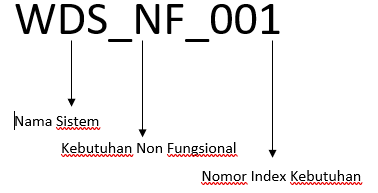 WDS_NF_001
Nama Sistem
Kebutuhan Non Fungsional
Nomor Index Kebutuhan